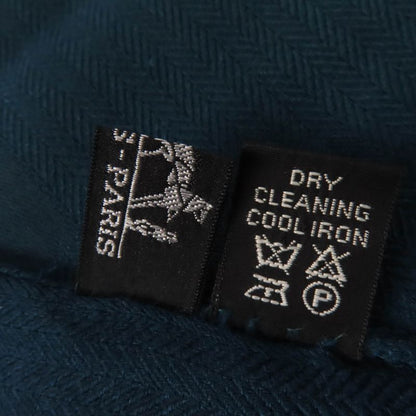 S-PARIS
DRY
CLEANING
COOL IRON
P